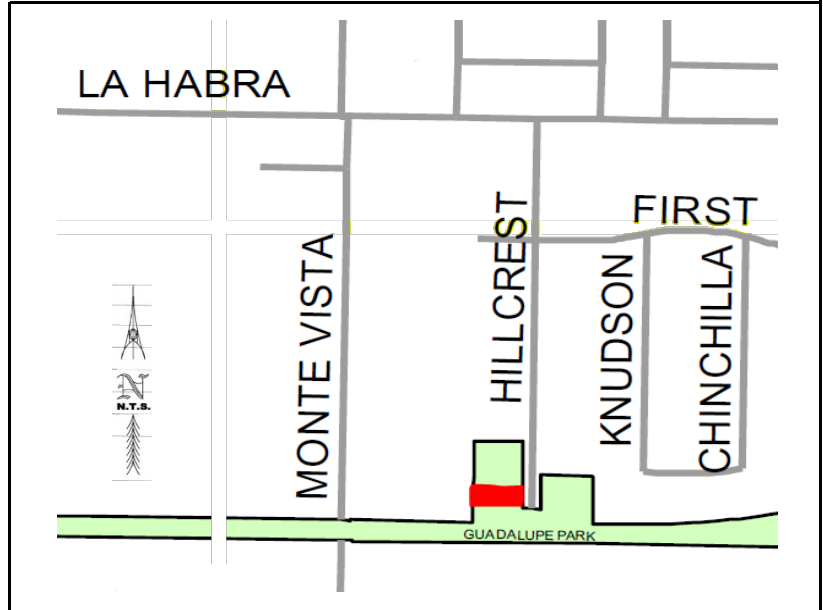 LA HABRA
FIRST
MONTE VISTA
HILLCREST
KNUDSON
CHINCHILLA
N
N.T.S.
GUADALUPE PARK